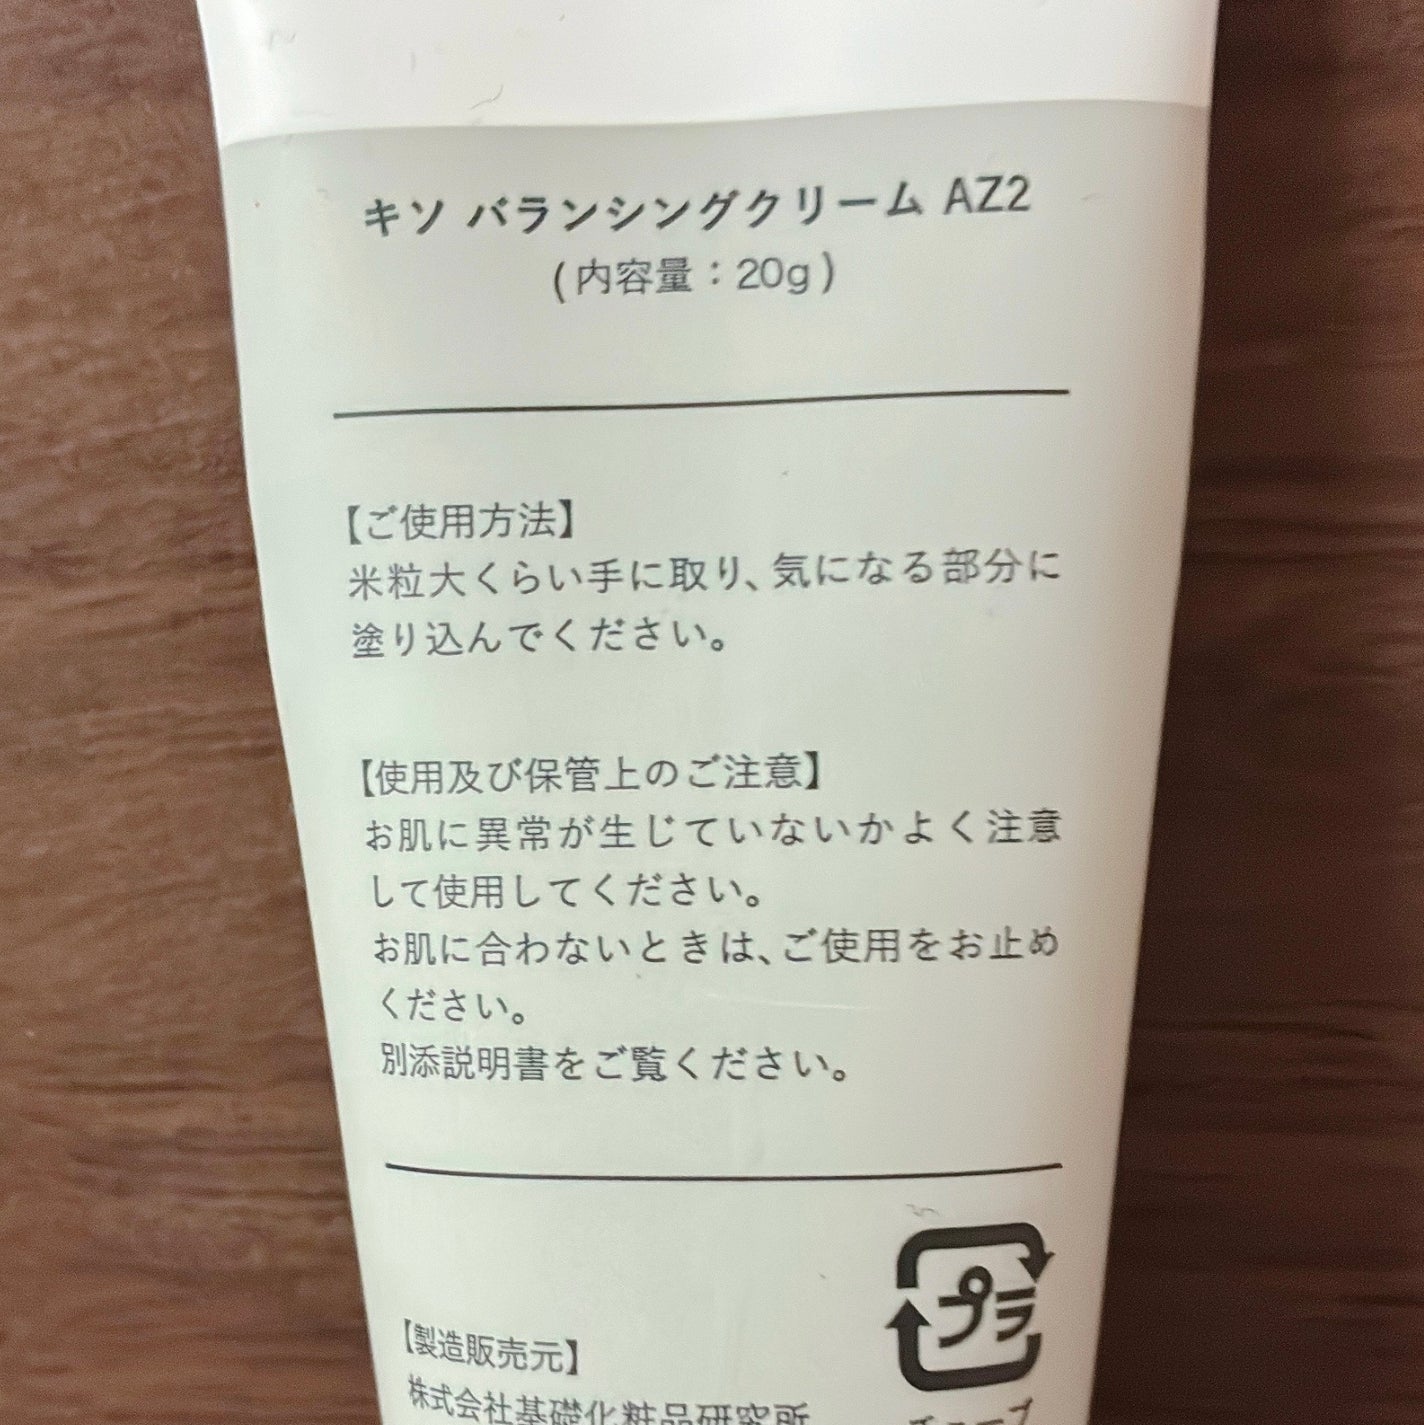 キソ バランシングクリーム AZ2
(内容量：20g)
【ご使用方法】
米粒大くらい手に取り、気になる部分に
塗り込んでください。
【使用及び保管上のご注意】
お肌に異常が生じていないかよく注意
して使用してください。
お肌に合わないときは、ご使用をお止め
ください。
別添説明書をご覧ください。
プラ
【製造販売元】
株式会社基礎化粧品研究所
チューブ